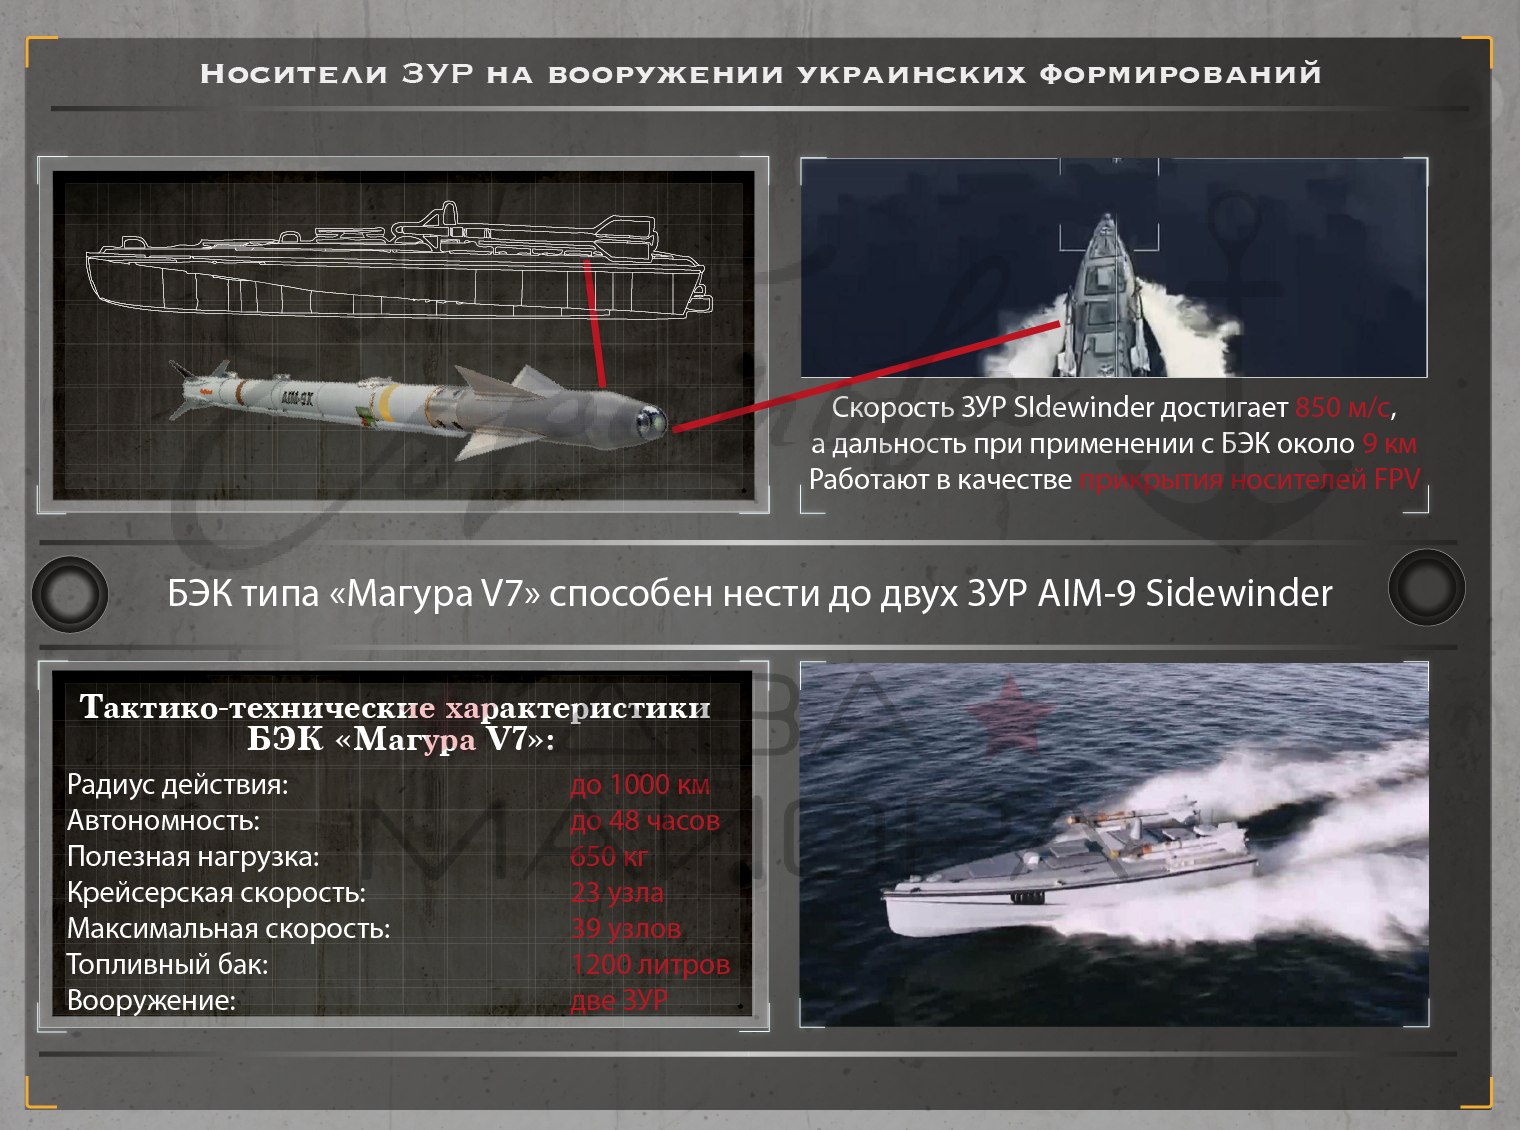 Носители ЗУР на вооружении украинских формирований
AIM-9X
Скорость ЗУР SIdewinder достигает 850 м/с,
а дальность при применении с БЭК около 9 км
Работают в качестве прикрытия носителей FPV
БЭК типа «Магура V7» способен нести до двух ЗУР AIM-9 Sidewinder
Тактико-технические характеристики
БЭК «Магура V7»:
Радиус действия: до 1000 км
Автономность: до 48 часов
Полезная нагрузка: 650 кг
Крейсерская скорость: 23 узла
Максимальная скорость: 39 узлов
Топливный бак: 1200 литров
Вооружение: две ЗУР